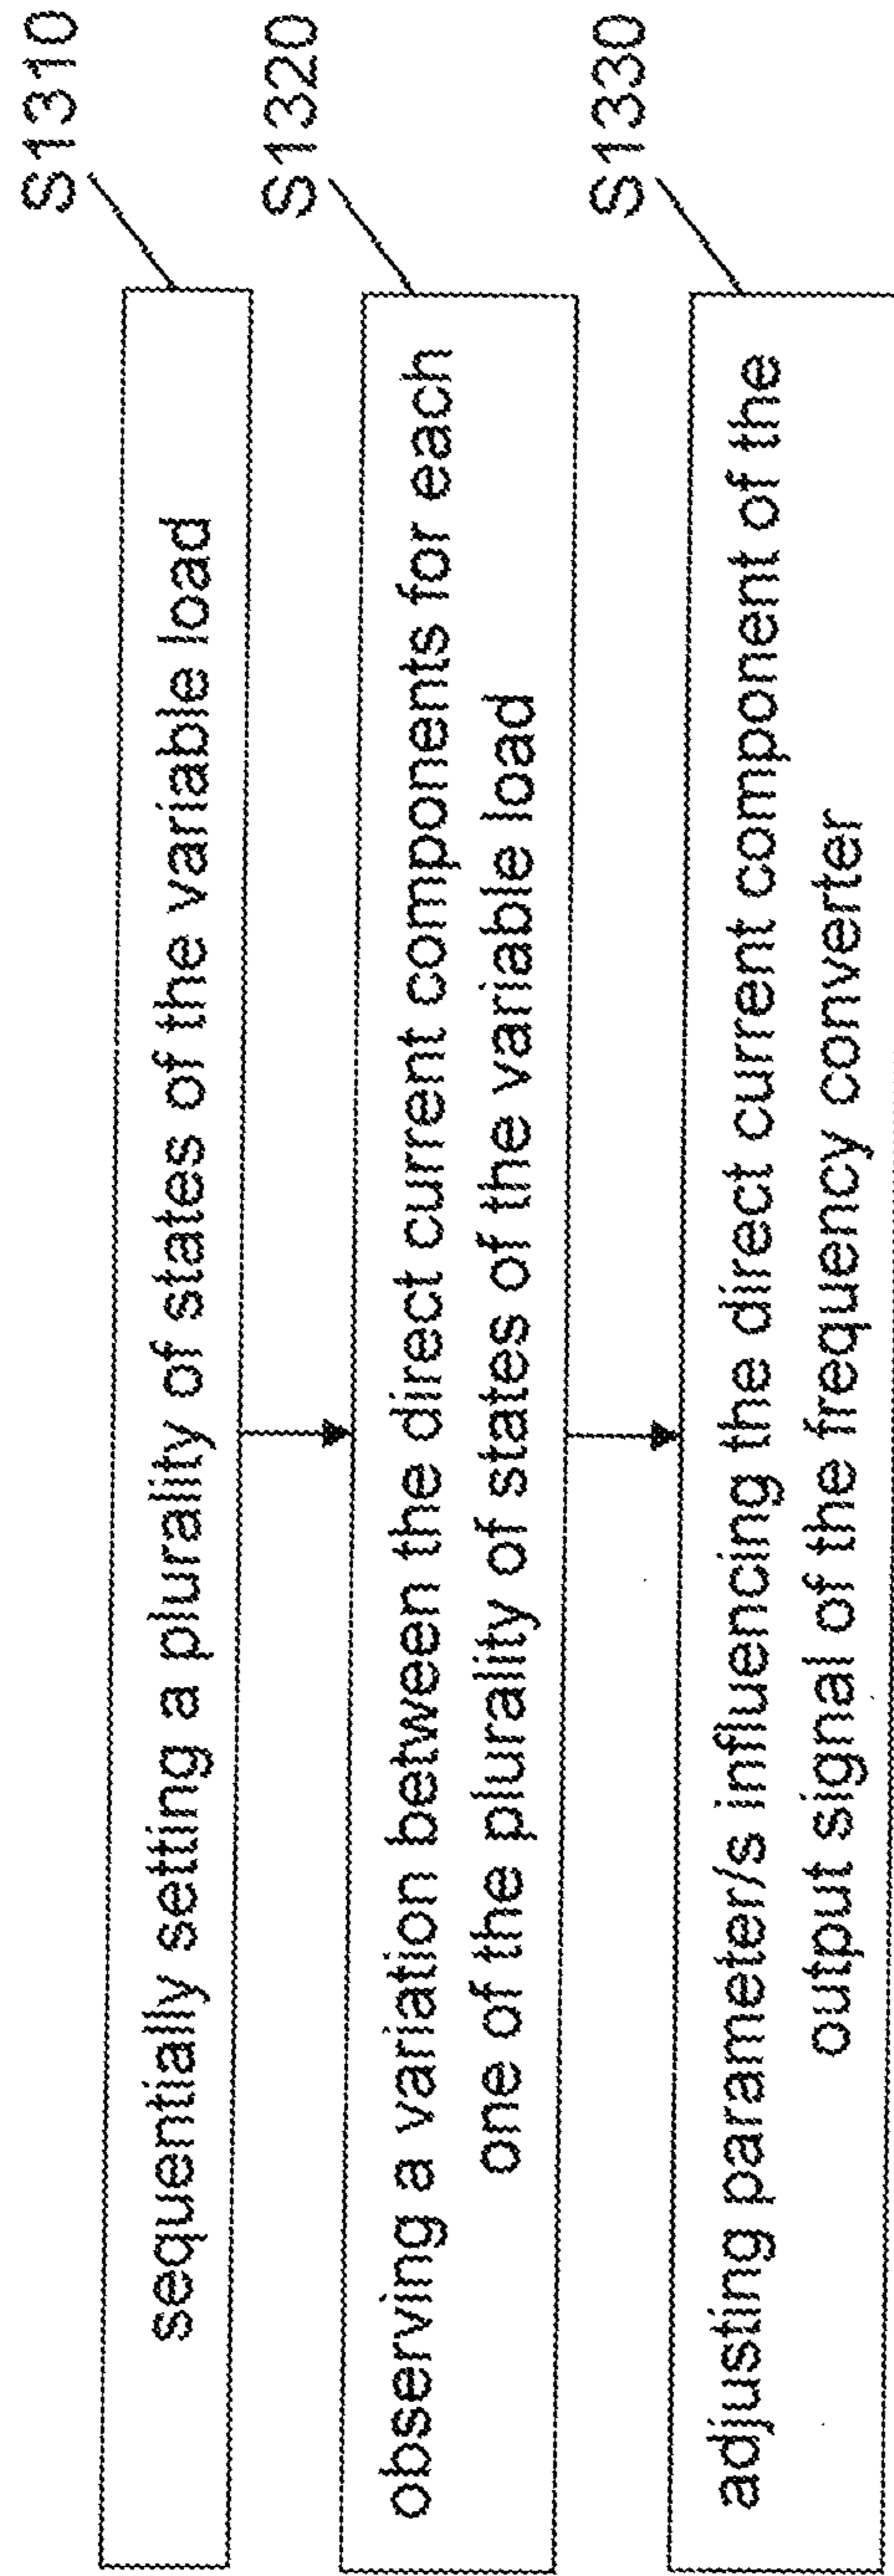 S1310
sequentially setting a plurality of states of the variable load
S1320
observing a variation between the direct current components for each
one of the plurality of states of the variable load
S1330
adjusting parameter/s influencing the direct current component of the
output signal of the frequency converter